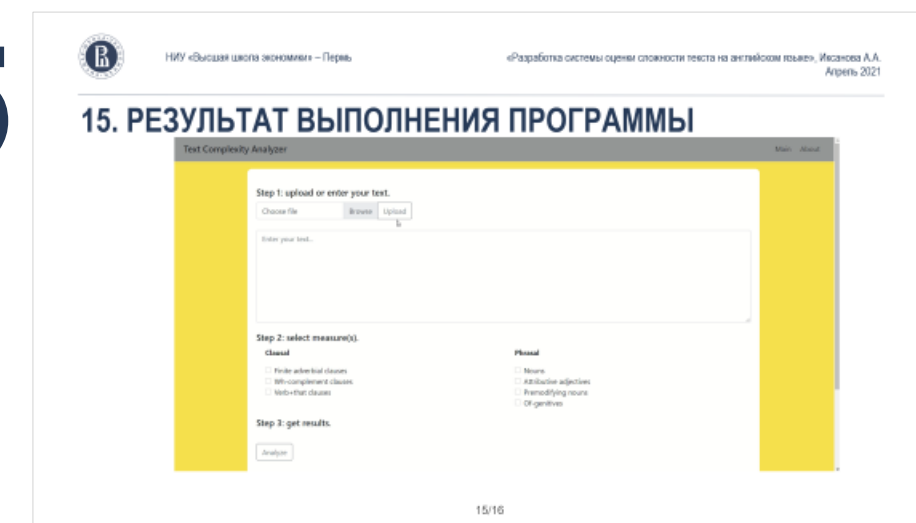 НИУ «Высшая школа экономики» – Пермь
«Разработка системы оценки сложности текста на английском языке», Ивсанова А.А.
Апрель 2021
15. РЕЗУЛЬТАТ ВЫПОЛНЕНИЯ ПРОГРАММЫ
Text Complexity Analyzer
Main About
Step 1: upload or enter your text.
Choose file Browse Upload
Enter your text...
Step 2: select measure(s).
Clausal
Finite adverbial clauses
Wh-complement clauses
Verb+that clauses
Phrasal
Nouns
Attributive adjectives
Premodifying nouns
Of-genitives
Step 3: get results.
Analyze
15/16